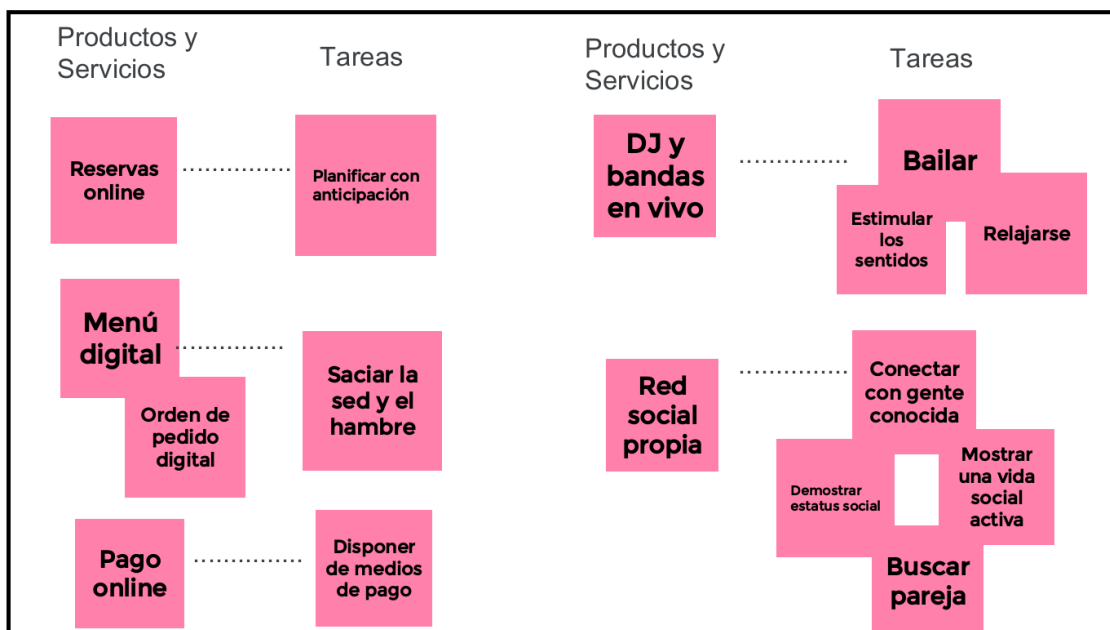 Productos y
Servicios
Tareas
Reservas
online
Planificar con
anticipación
Menú
digital
Orden de
pedido
digital
Saciar la
sed y el
hambre
Pago
online
Disponer
de medios
de pago
Productos y
Servicios
Tareas
DJ y
bandas
en vivo
Bailar
Estimular
los
sentidos
Relajarse
Red
social
propia
Conectar
con gente
conocida
Demostrar
estatus social
Mostrar
una vida
social
activa
Buscar
pareja